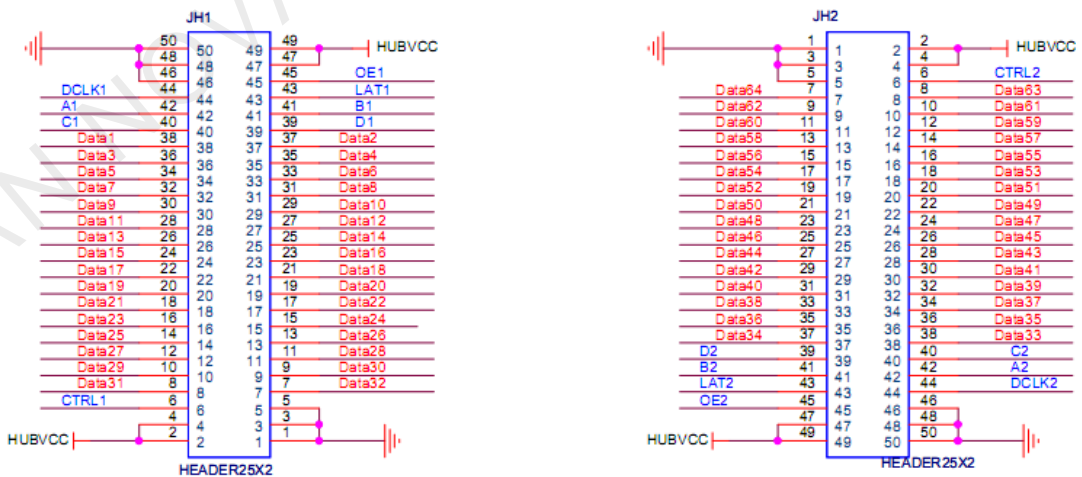 JH1
50 50 49 49 HUBVCC
48 48 47 47
46 46 45 45 OE1
DCLK1 44 44 43 43 LAT1
A1 42 42 41 41 B1
C1 40 40 39 39 D1
Data1 38 38 37 37 Data2
Data3 36 36 35 35 Data4
Data5 34 34 33 33 Data6
Data7 32 32 31 31 Data8
Data9 30 30 29 29 Data10
Data11 28 28 27 27 Data12
Data13 26 26 25 25 Data14
Data15 24 24 23 23 Data16
Data17 22 22 21 21 Data18
Data19 20 20 19 19 Data20
Data21 18 18 17 17 Data22
Data23 16 16 15 15 Data24
Data25 14 14 13 13 Data26
Data27 12 12 11 11 Data28
Data29 10 10 9 9 Data30
Data31 8 8 7 7 Data32
CTRL1 6 6 5 5
4 4 3 3
HUBVCC 2 2 1 1
HEADER25X2
JH2
1 1 2 2 HUBVCC
3 3 4 4
5 5 6 6 CTRL2
Data64 7 7 8 8 Data63
Data62 9 9 10 10 Data61
Data60 11 11 12 12 Data59
Data58 13 13 14 14 Data57
Data56 15 15 16 16 Data55
Data54 17 17 18 18 Data53
Data52 19 19 20 20 Data51
Data50 21 21 22 22 Data49
Data48 23 23 24 24 Data47
Data46 25 25 26 26 Data45
Data44 27 27 28 28 Data43
Data42 29 29 30 30 Data41
Data40 31 31 32 32 Data39
Data38 33 33 34 34 Data37
Data36 35 35 36 36 Data35
Data34 37 37 38 38 Data33
D2 39 39 40 40 C2
B2 41 41 42 42 A2
LAT2 43 43 44 44 DCLK2
OE2 45 45 46 46
47 47 48 48
HUBVCC 49 49 50 50
HEADER25X2